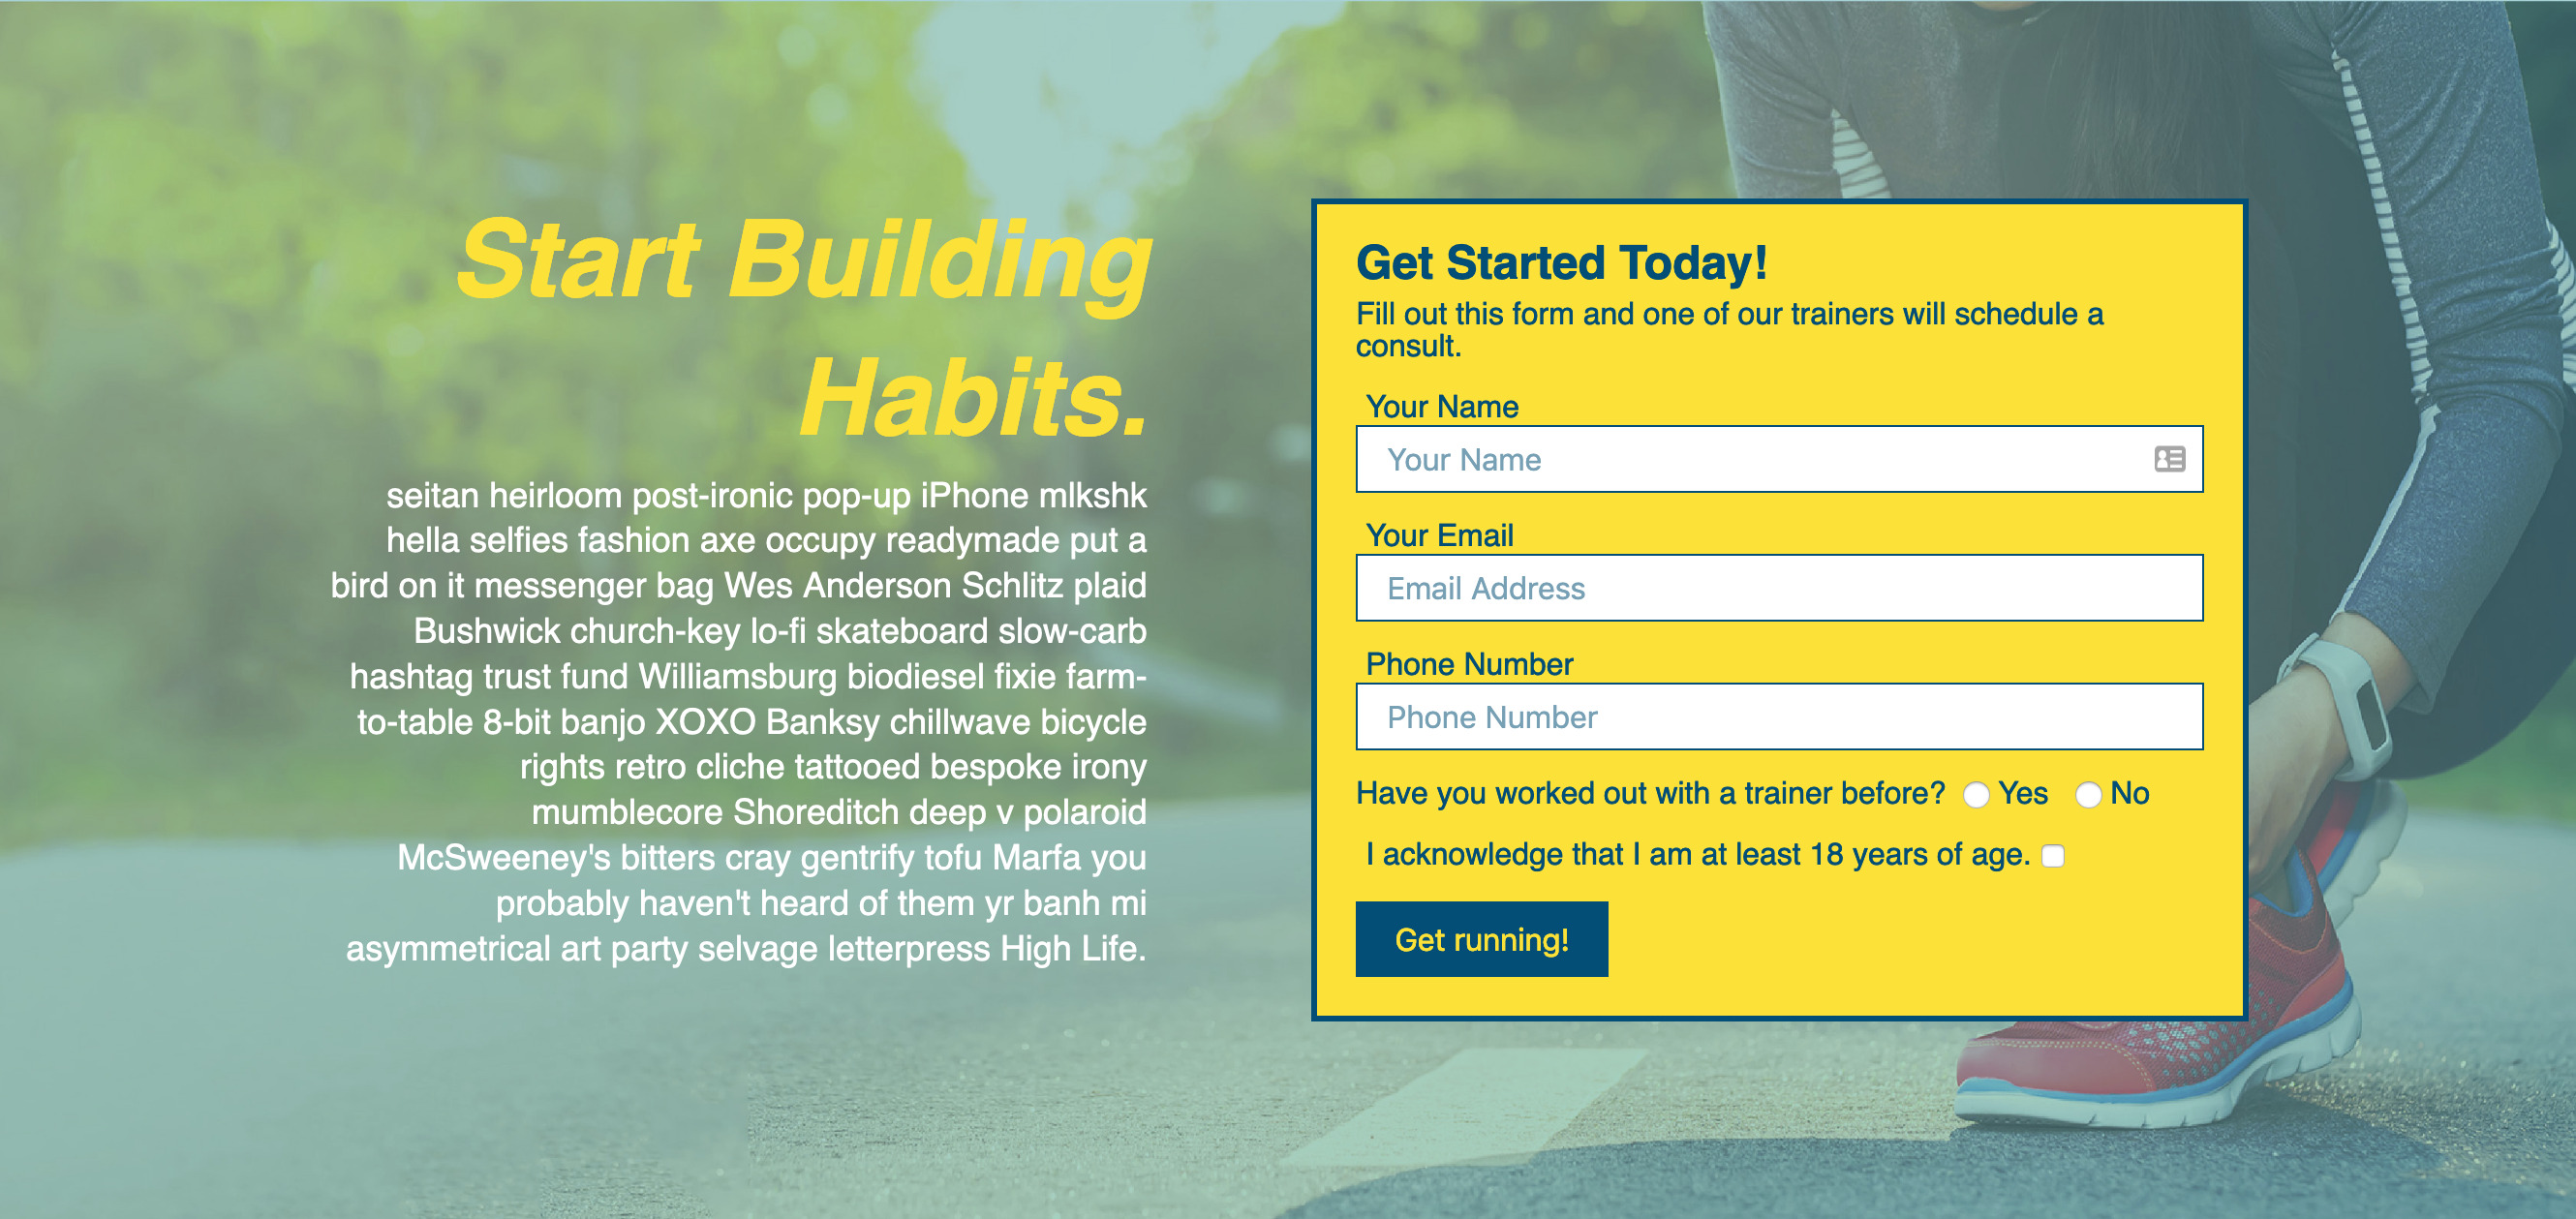 Start Building
Habits.
seitan heirloom post-ironic pop-up iPhone mlkshk
hella selfies fashion axe occupy readymade put a
bird on it messenger bag Wes Anderson Schlitz plaid
Bushwick church-key lo-fi skateboard slow-carb
hashtag trust fund Williamsburg biodiesel fixie farm-
to-table 8-bit banjo XOXO Banksy chillwave bicycle
rights retro cliche tattooed bespoke irony
mumblecore Shoreditch deep v polaroid
McSweeney's bitters cray gentrify tofu Marfa you
probably haven't heard of them yr banh mi
asymmetrical art party selvage letterpress High Life.
Get Started Today!
Fill out this form and one of our trainers will schedule a
consult.
Your Name
Your Name
Your Email
Email Address
Phone Number
Phone Number
Have you worked out with a trainer before? Yes No
I acknowledge that I am at least 18 years of age.
Get running!